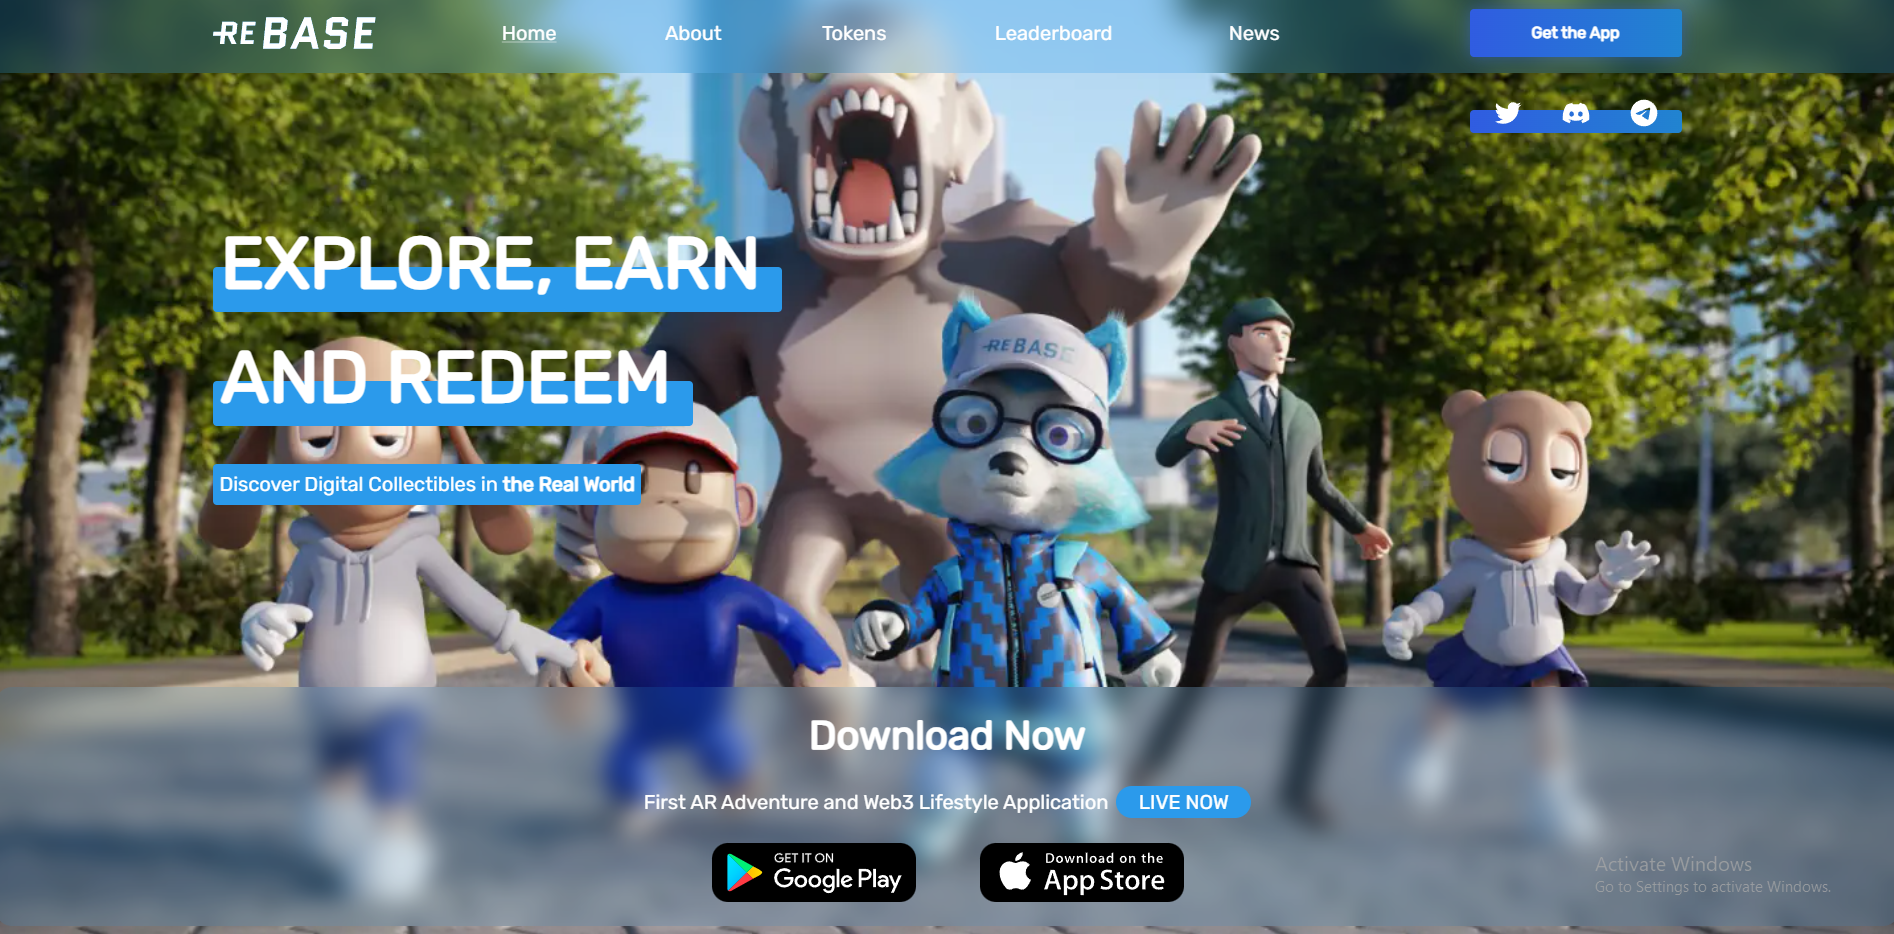 REBASE
Home
About
Tokens
Leaderboard
News
Get the App
EXPLORE, EARN
AND REDEEM
Discover Digital Collectibles in the Real World
REBASE
Download Now
First AR Adventure and Web3 Lifestyle Application LIVE NOW
GET IT ON
Google Play
Download on the
App Store
Activate Windows
Go to Settings to activate Windows.